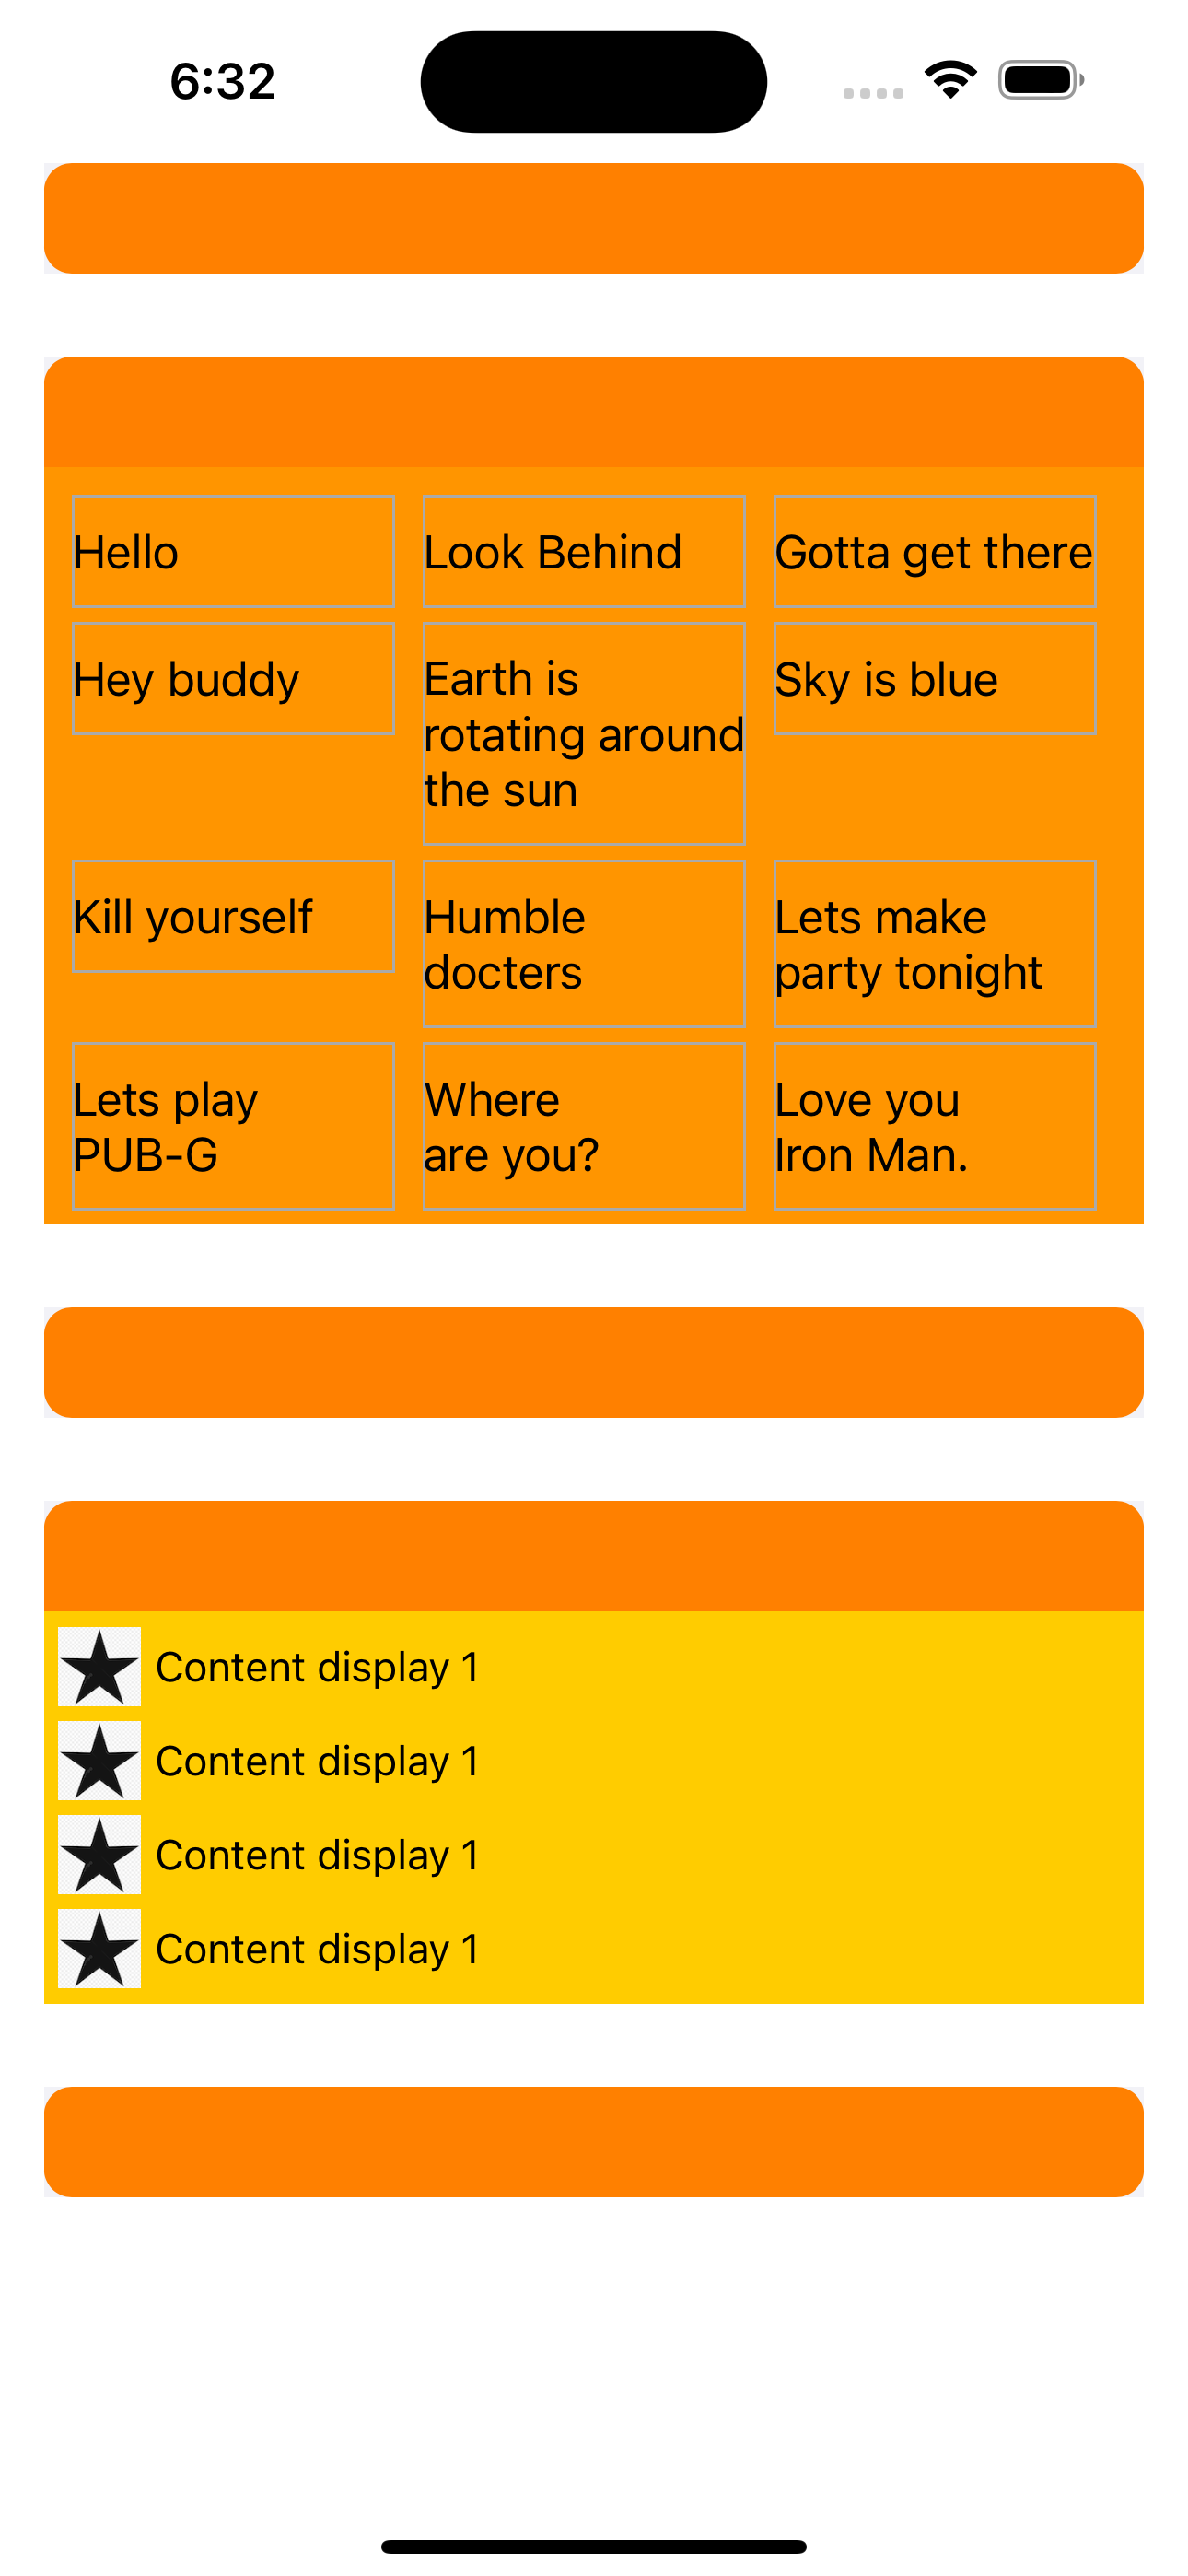 6:32
Hello
Look Behind
Gotta get there
Hey buddy
Earth is
rotating around
the sun
Sky is blue
Kill yourself
Humble
docters
Lets make
party tonight
Lets play
PUB-G
Where
are you?
Love you
Iron Man.
Content display 1
Content display 1
Content display 1
Content display 1